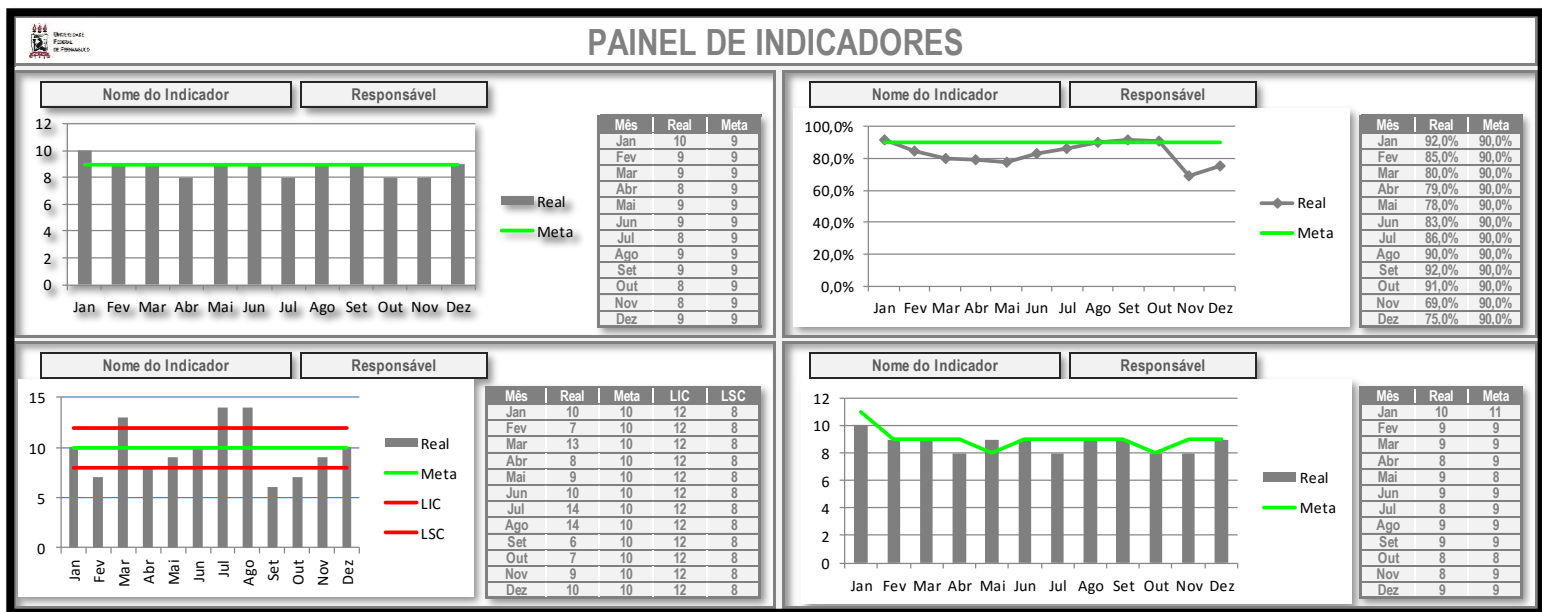 UNIVERSIDADE
FEDERAL
DE PERNAMBUCO
PAINEL DE INDICADORES
Nome do Indicador Responsável
12
10
8
6
4
2
0
Jan Fev Mar Abr Mai Jun Jul Ago Set Out Nov Dez
Real
Meta
Mês Real Meta
Jan 10 9
Fev 9 9
Mar 9 9
Abr 8 9
Mai 9 9
Jun 9 9
Jul 8 9
Ago 9 9
Set 9 9
Out 8 9
Nov 8 9
Dez 9 9
Nome do Indicador Responsável
100,0%
80,0%
60,0%
40,0%
20,0%
0,0%
Jan Fev Mar Abr Mai Jun Jul Ago Set Out Nov Dez
Real
Meta
Mês Real Meta
Jan 92,0% 90,0%
Fev 85,0% 90,0%
Mar 80,0% 90,0%
Abr 79,0% 90,0%
Mai 78,0% 90,0%
Jun 83,0% 90,0%
Jul 86,0% 90,0%
Ago 90,0% 90,0%
Set 92,0% 90,0%
Out 91,0% 90,0%
Nov 69,0% 90,0%
Dez 75,0% 90,0%
Nome do Indicador Responsável
15
10
5
0
Jan Fev Mar Abr Mai Jun Jul Ago Set Out Nov Dez
Real
Meta
LIC
LSC
Mês Real Meta LIC LSC
Jan 10 10 12 8
Fev 7 10 12 8
Mar 13 10 12 8
Abr 8 10 12 8
Mai 9 10 12 8
Jun 10 10 12 8
Jul 14 10 12 8
Ago 14 10 12 8
Set 6 10 12 8
Out 7 10 12 8
Nov 9 10 12 8
Dez 10 10 12 8
Nome do Indicador Responsável
12
10
8
6
4
2
0
Jan Fev Mar Abr Mai Jun Jul Ago Set Out Nov Dez
Real
Meta
Mês Real Meta
Jan 10 11
Fev 9 9
Mar 9 9
Abr 8 9
Mai 9 8
Jun 9 9
Jul 8 9
Ago 9 9
Set 9 9
Out 8 8
Nov 8 9
Dez 9 9